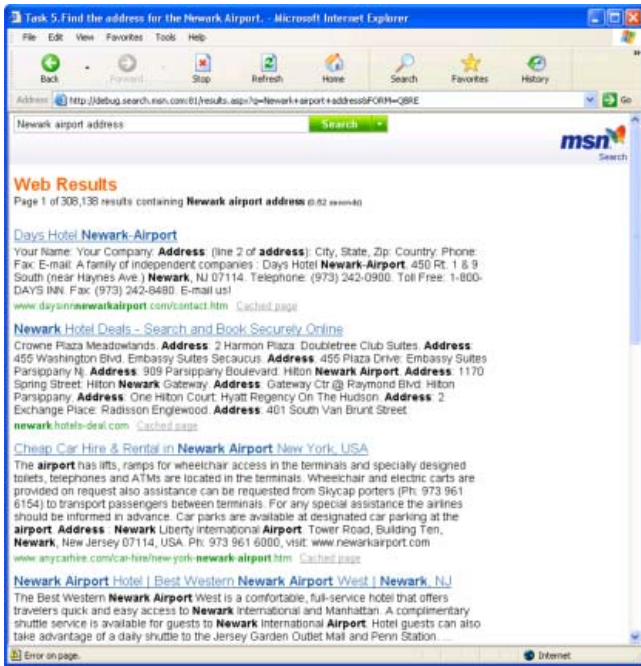 Task 5.Find the address for the Newark Airport. - Microsoft Internet Explorer
File Edit View Favorites Tools Help
Back Forward Stop Refresh Home Search Favorites History
Address http://debug.search.msn.com:81/results.aspx?q=Newark+airport+address&FORM=QBRE Go
Newark airport address Search
msn Search
Web Results
Page 1 of 308,138 results containing Newark airport address (0.62 seconds)
Days Hotel Newark-Airport
Your Name: Your Company: Address: (line 2 of address): City, State, Zip: Country: Phone:
Fax: E-mail: A family of independent companies : Days Hotel Newark-Airport. 450 Rt. 1 & 9
South (near Haynes Ave.) Newark, NJ 07114. Telephone: (973) 242-0900. Toll Free: 1-800-
DAYS INN. Fax: (973) 242-8480. E-mail us!
www.daysinnnewarkairport.com/contact.htm Cached page
Newark Hotel Deals - Search and Book Securely Online
Crowne Plaza Meadowlands. Address: 2 Harmon Plaza: Doubletree Club Suites. Address:
455 Washington Blvd. Embassy Suites Secaucus. Address: 455 Plaza Drive: Embassy Suites
Parsippany Nj. Address: 909 Parsippany Boulevard. Hilton Newark Airport. Address: 1170
Spring Street: Hilton Newark Gateway. Address: Gateway Ctr @ Raymond Blvd: Hilton
Parsippany. Address: One Hilton Court: Hyatt Regency On The Hudson. Address: 2
Exchange Place: Radisson Englewood. Address: 401 South Van Brunt Street
newark.hotels-deal.com Cached page
Cheap Car Hire & Rental in Newark Airport New York, USA
The airport has lifts, ramps for wheelchair access in the terminals and specially designed
toilets, telephones and ATMs are located in the terminals. Wheelchair and electric carts are
provided on request also assistance can be requested from Skycap porters (Ph: 973 961
6154) to transport passengers between terminals. For any special assistance the airlines
should be informed in advance. Car parks are available at designated car parking at the
airport. Address : Newark Liberty International Airport. Tower Road, Building Ten,
Newark, New Jersey 07114, USA. Ph: 973 961 6000, visit: www.newarkairport.com
www.anycarhire.com/car-hire/new-york-newark-airport.htm Cached page
Newark Airport Hotel | Best Western Newark Airport West | Newark, NJ
The Best Western Newark Airport West is a comfortable, full-service hotel that offers
travelers quick and easy access to Newark International and Manhattan. A complimentary
shuttle service is available for guests to Newark International Airport. Hotel guests can also
take advantage of a daily shuttle to the Jersey Garden Outlet Mall and Penn Station. ...
Error on page. Internet